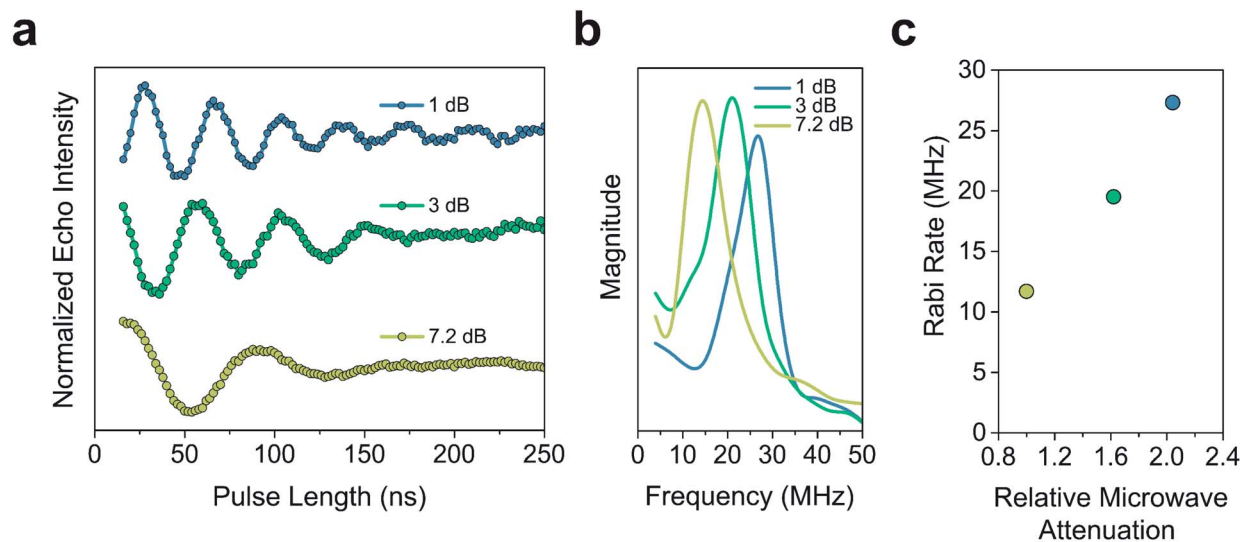 a
Normalized Echo Intensity
1 dB
3 dB
7.2 dB
0
50
100
150
200
250
Pulse Length (ns)
b
Magnitude
1 dB
3 dB
7.2 dB
0
10
20
30
40
50
Frequency (MHz)
c
Rabi Rate (MHz)
30
25
20
15
10
5
0
0.8
1.2
1.6
2.0
2.4
Relative Microwave
Attenuation